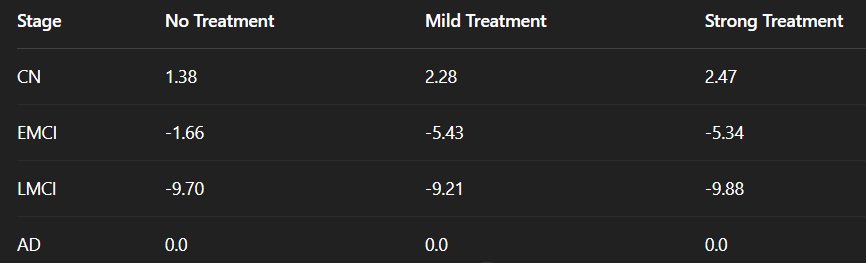 Stage No Treatment Mild Treatment Strong Treatment
CN 1.38 2.28 2.47
EMCI -1.66 -5.43 -5.34
LMCI -9.70 -9.21 -9.88
AD 0.0 0.0 0.0